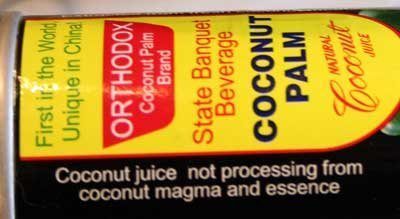 First in the World,
Unique in China!
ORTHODOX
Coconut Palm
Brand
State Banquet
Beverage
COCONUT
PALM
NATURAL
Coconut
JUICE
Coconut juice not processing from
coconut magma and essence